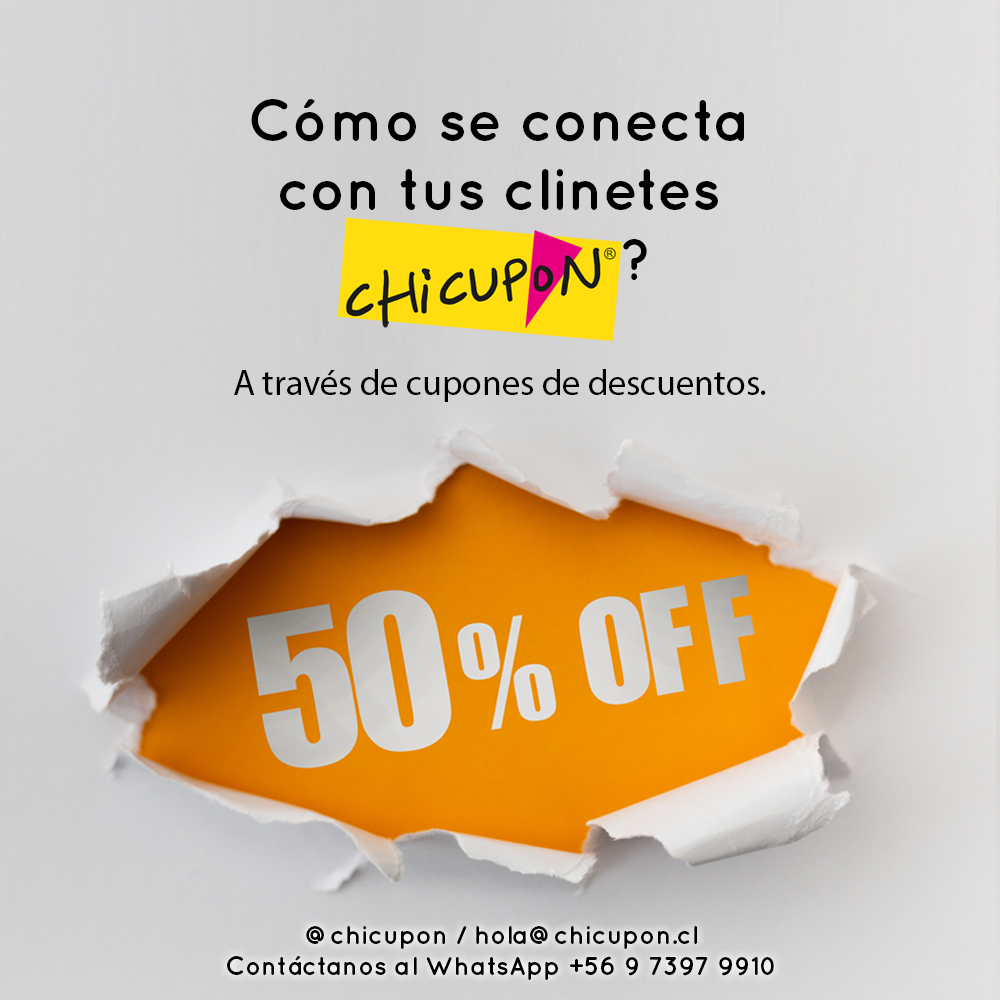 Cómo se conecta
con tus clinetes
CHiCUPON® ?
A través de cupones de descuentos.
50% OFF
@chicupon / hola@chicupon.cl
Contáctanos al WhatsApp +56 9 7397 9910